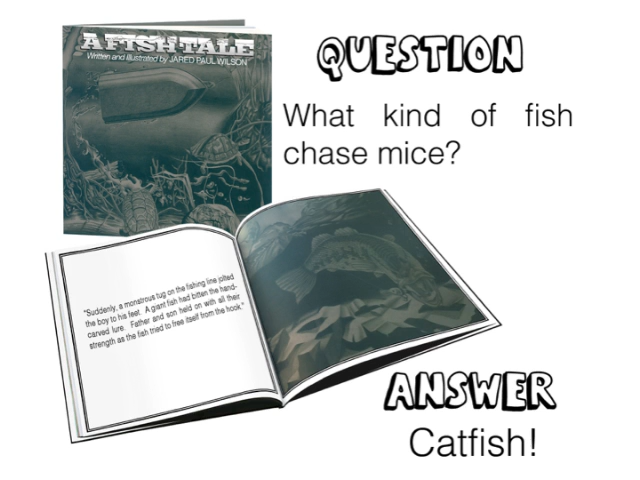 A FISH TALE
Written and illustrated by JARED PAUL WILSON
QUESTION
What kind of fish
chase mice?
"Suddenly, a monstrous tug on the fishing line jolted
the boy to his feet. A giant fish had bitten the hand-
carved lure. Father and son held on with all their
strength as the fish tried to free itself from the hook."
ANSWER
Catfish!